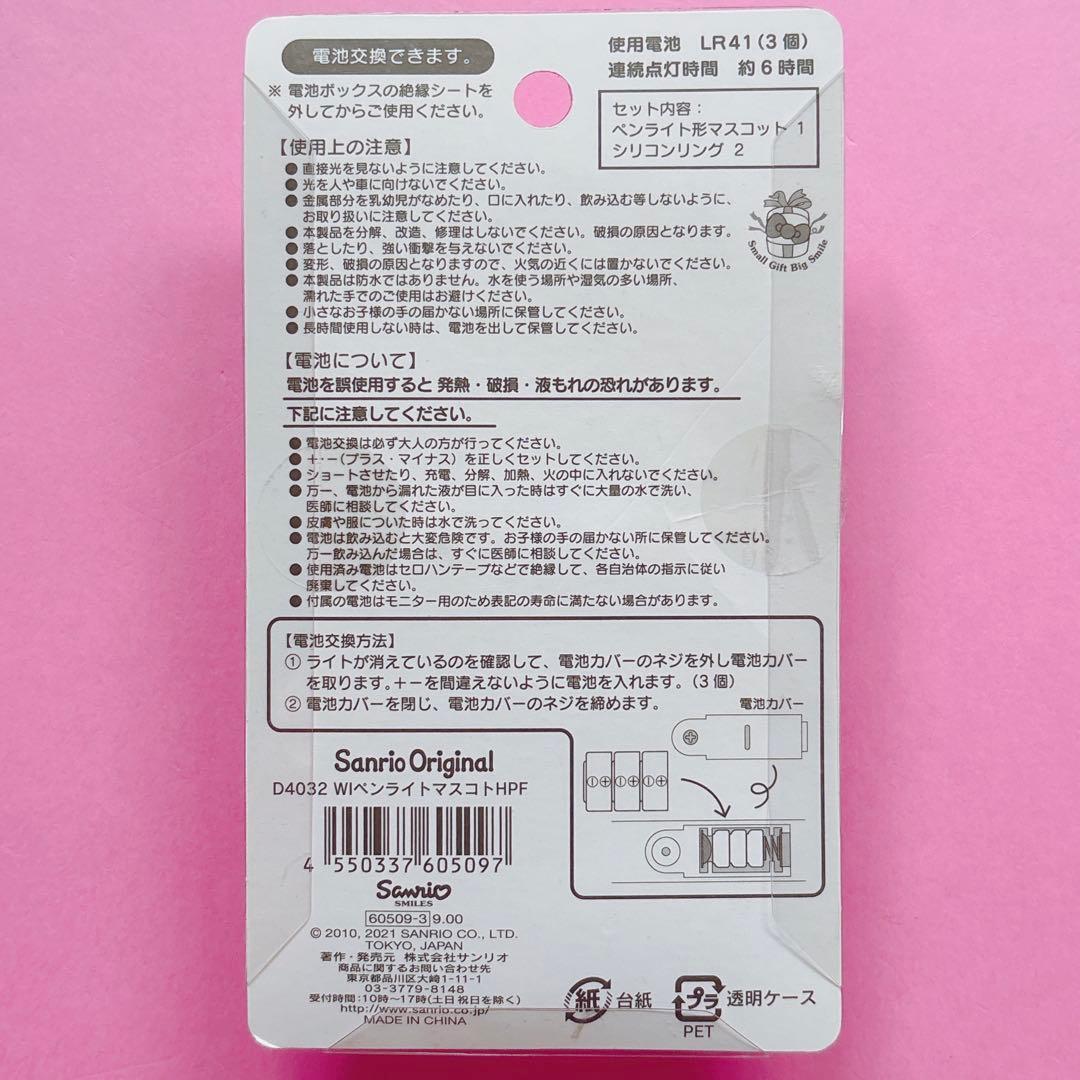 電池交換できます。
※ 電池ボックスの絶縁シートを
外してからご使用ください。
使用電池 LR41(3個)
連続点灯時間 約6時間
セット内容：
ペンライト形マスコット 1
シリコンリング 2
Small Gift Big Smile
【使用上の注意】
● 直接光を見ないように注意してください。
● 光を人や車に向けないでください。
● 金属部分を乳幼児がなめたり、口に入れたり、飲み込む等しないように、
お取り扱いに注意してください。
● 本製品を分解、改造、修理はしないでください。破損の原因となります。
● 落としたり、強い衝撃を与えないでください。
● 変形、破損の原因となりますので、火気の近くには置かないでください。
● 本製品は防水ではありません。水を使う場所や湿気の多い場所、
濡れた手でのご使用はお避けください。
● 小さなお子様の手の届かない場所に保管してください。
● 長時間使用しない時は、電池を出して保管してください。
【電池について】
電池を誤使用すると 発熱・破損・液もれの恐れがあります。
下記に注意してください。
● 電池交換は必ず大人の方が行ってください。
● ＋・－(プラス・マイナス) を正しくセットしてください。
● ショートさせたり、充電、分解、加熱、火の中に入れないでください。
● 万一、電池から漏れた液が目に入った時はすぐに大量の水で洗い、
医師に相談してください。
● 皮膚や服についた時は水で洗ってください。
● 電池は飲み込むと大変危険です。お子様の手の届かない所に保管してください。
万一飲み込んだ場合は、すぐに医師に相談してください。
● 使用済み電池はセロハンテープなどで絶縁して、各自治体の指示に従い
廃棄してください。
● 付属の電池はモニター用のため表記の寿命に満たない場合があります。
【電池交換方法】
① ライトが消えているのを確認して、電池カバーのネジを外し電池カバー
を取ります。＋－を間違えないように電池を入れます。(3個)
② 電池カバーを閉じ、電池カバーのネジを締めます。
電池カバー
Sanrio Original
D4032 WIペンライトマスコトHPF
4 550337 605097
Sanrio
SMILES
60509-3 9.00
© 2010, 2021 SANRIO CO., LTD.
TOKYO, JAPAN
著作・発売元 株式会社サンリオ
商品に関するお問い合わせ先
東京都品川区大崎1-11-1
03-3779-8148
受付時間：10時～17時(土日祝日を除く)
http://www.sanrio.co.jp/
MADE IN CHINA
紙 台紙
プラ 透明ケース
PET